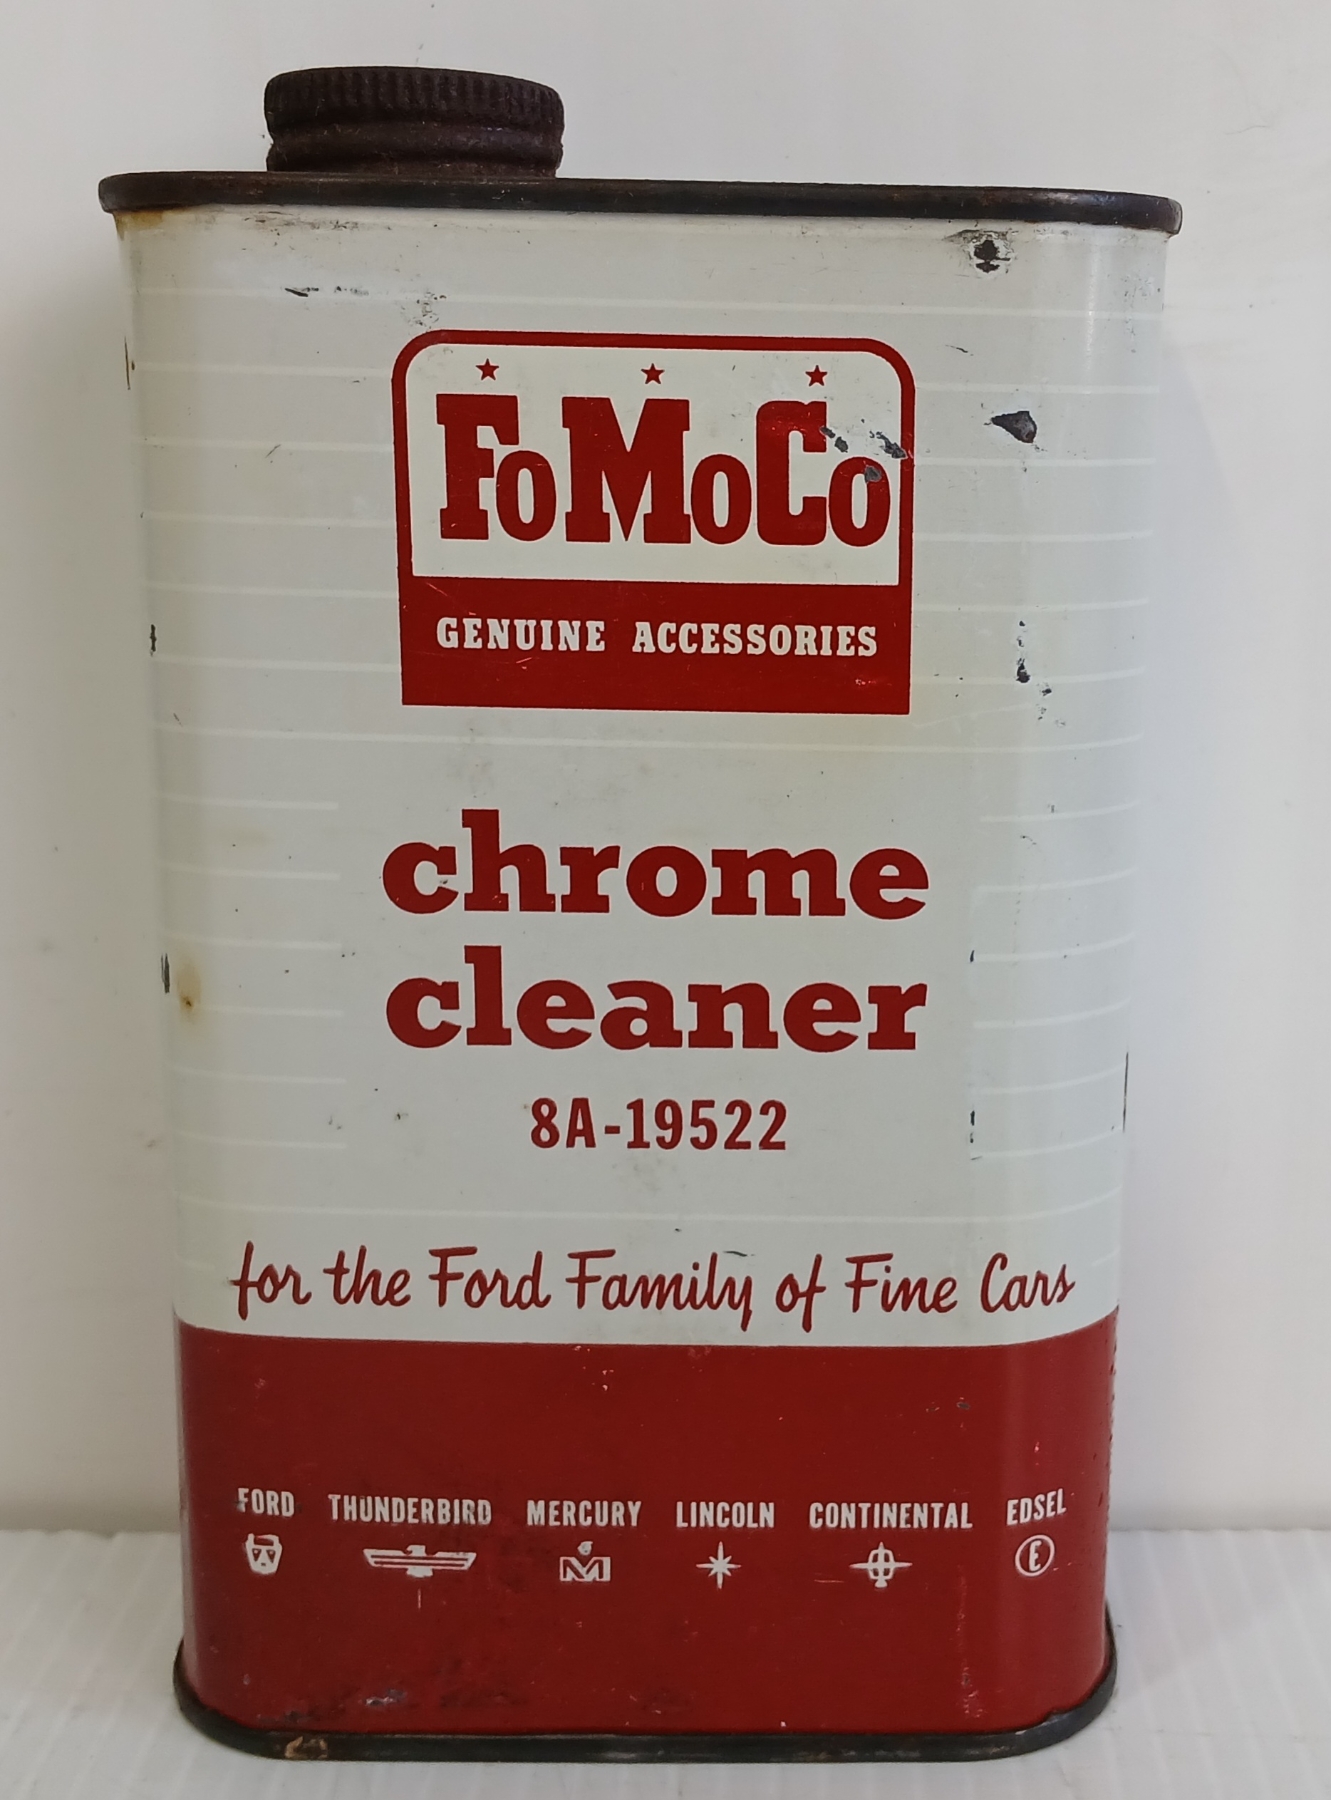 FoMoCo
GENUINE ACCESSORIES
chrome
cleaner
8A-19522
for the Ford Family of Fine Cars
FORD THUNDERBIRD MERCURY LINCOLN CONTINENTAL EDSEL
M E